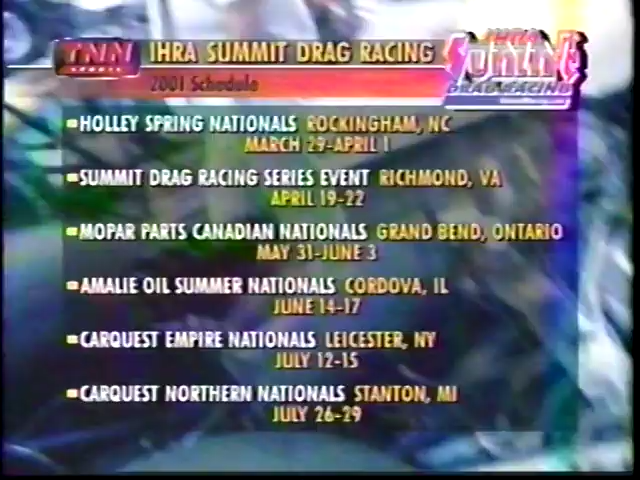 TNN IHRA SUMMIT DRAG RACING
SPORTS 2001 Schedule
IHRA
SUMMIT
DRAG RACING
HOLLEY SPRING NATIONALS ROCKINGHAM, NC
MARCH 29-APRIL 1
SUMMIT DRAG RACING SERIES EVENT RICHMOND, VA
APRIL 19-22
MOPAR PARTS CANADIAN NATIONALS GRAND BEND, ONTARIO
MAY 31-JUNE 3
AMALIE OIL SUMMER NATIONALS CORDOVA, IL
JUNE 14-17
CARQUEST EMPIRE NATIONALS LEICESTER, NY
JULY 12-15
CARQUEST NORTHERN NATIONALS STANTON, MI
JULY 26-29